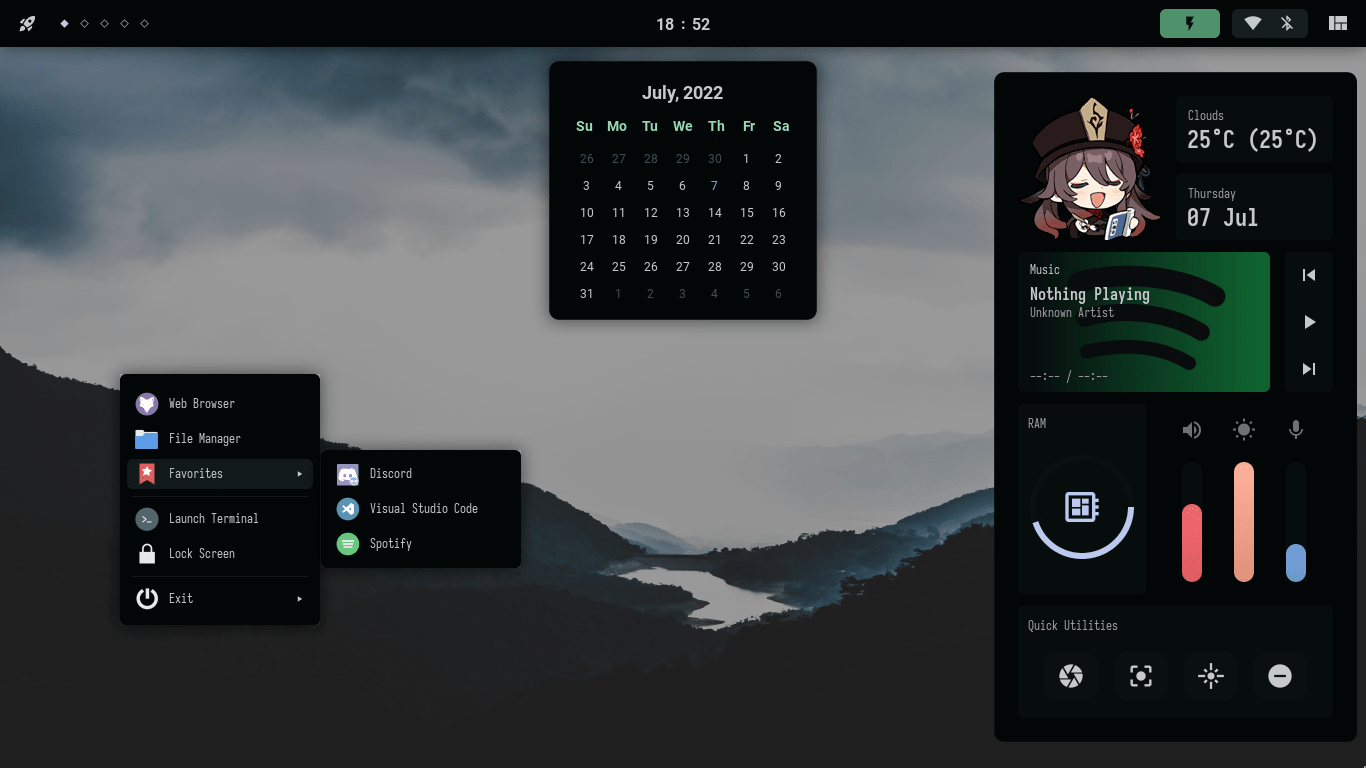 18 : 52
July, 2022
Su Mo Tu We Th Fr Sa
26 27 28 29 30 1 2
3 4 5 6 7 8 9
10 11 12 13 14 15 16
17 18 19 20 21 22 23
24 25 26 27 28 29 30
31 1 2 3 4 5 6
Web Browser
File Manager
Favorites
Launch Terminal
Lock Screen
Exit
Discord
Visual Studio Code
Spotify
Clouds
25°C (25°C)
Thursday
07 Jul
Music
Nothing Playing
Unknown Artist
--:-- / --:--
RAM
Quick Utilities